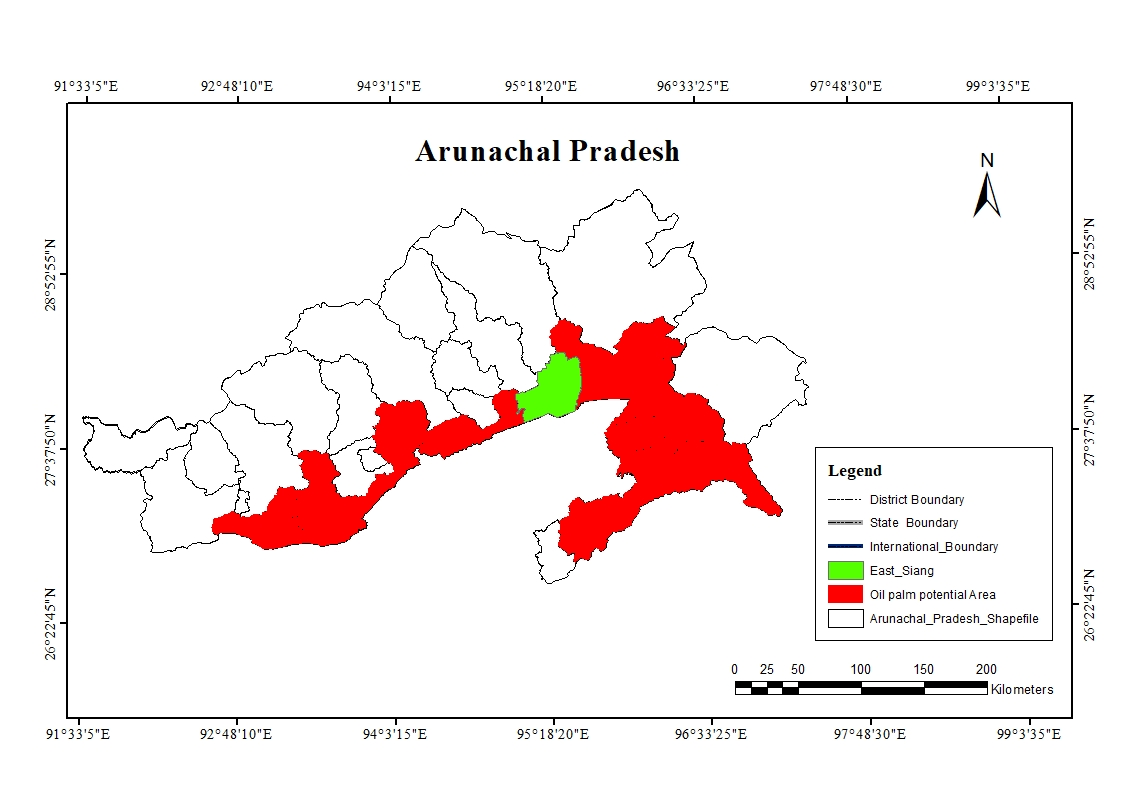 91°33'5"E 92°48'10"E 94°3'15"E 95°18'20"E 96°33'25"E 97°48'30"E 99°3'35"E
Arunachal Pradesh
N
28°52'55"N
28°52'55"N
27°37'50"N
27°37'50"N
26°22'45"N
26°22'45"N
Legend
District Boundary
State Boundary
International_Boundary
East_Siang
Oil palm potential Area
Arunachal_Pradesh_Shapefile
0 25 50 100 150 200
Kilometers
91°33'5"E 92°48'10"E 94°3'15"E 95°18'20"E 96°33'25"E 97°48'30"E 99°3'35"E